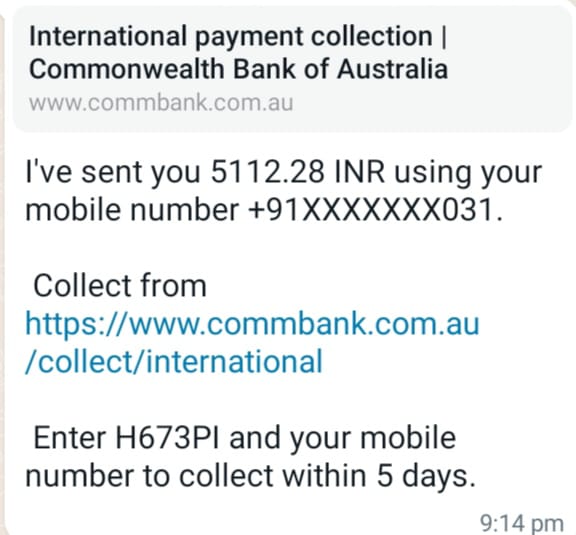 International payment collection |
Commonwealth Bank of Australia
www.commbank.com.au
I've sent you 5112.28 INR using your
mobile number +91XXXXXXX031.
Collect from
https://www.commbank.com.au
/collect/international
Enter H673PI and your mobile
number to collect within 5 days.
9:14 pm